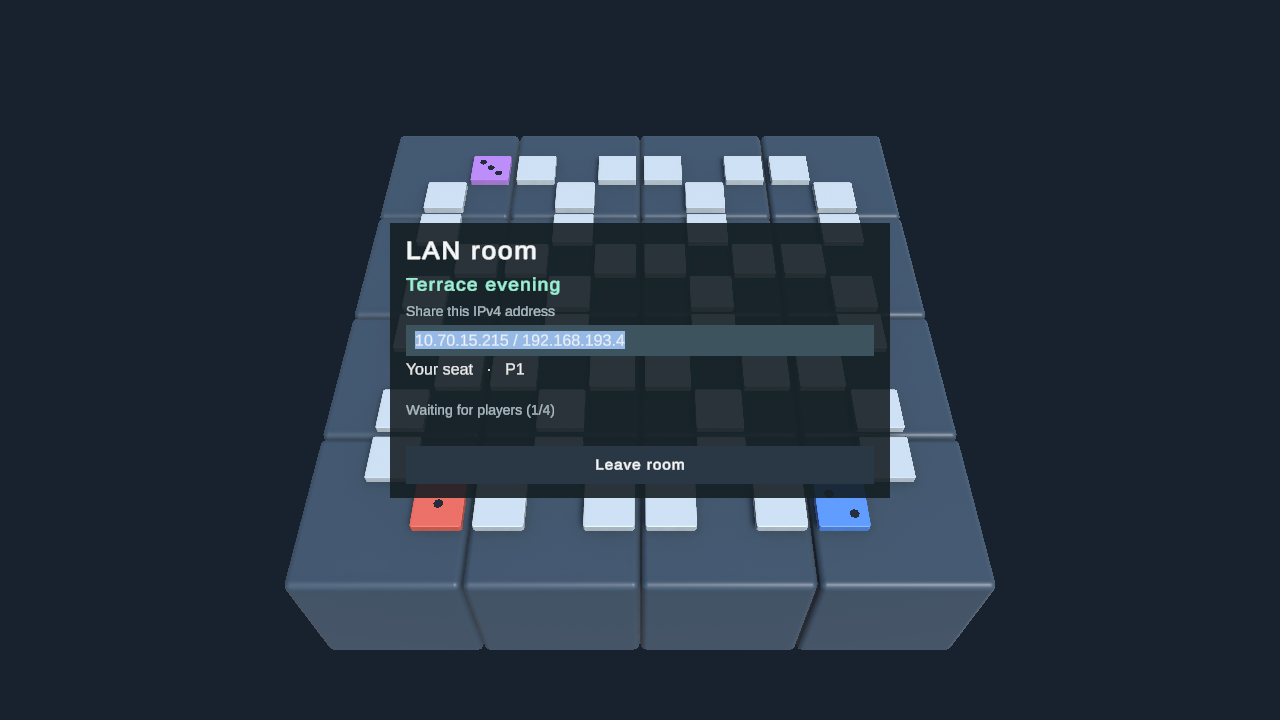 LAN room
Terrace evening
Share this IPv4 address
10.70.15.215 / 192.168.193.4
Your seat · P1
Waiting for players (1/4)
Leave room